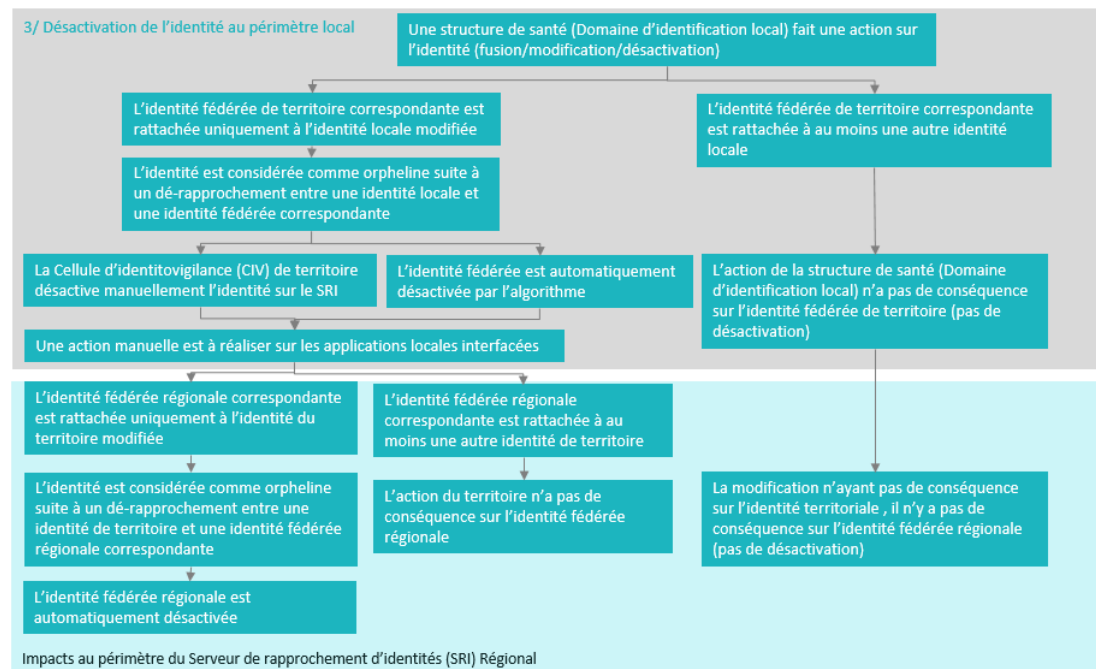 3/ Désactivation de l'identité au périmètre local
Une structure de santé (Domaine d'identification local) fait une action sur
l'identité (fusion/modification/désactivation)
L'identité fédérée de territoire correspondante est
rattachée uniquement à l'identité locale modifiée
L'identité fédérée de territoire correspondante
est rattachée à au moins une autre identité
locale
L'identité est considérée comme orpheline suite à
un dé-rapprochement entre une identité locale et
une identité fédérée correspondante
La Cellule d'identitovigilance (CIV) de territoire
désactive manuellement l'identité sur le SRI
L'identité fédérée est automatiquement
désactivée par l'algorithme
L'action de la structure de santé (Domaine
d'identification local) n'a pas de conséquence
sur l'identité fédérée de territoire (pas de
désactivation)
Une action manuelle est à réaliser sur les applications locales interfacées
L'identité fédérée régionale correspondante
est rattachée uniquement à l'identité du
territoire modifiée
L'identité fédérée régionale
correspondante est rattachée à au
moins une autre identité de territoire
L'identité est considérée comme orpheline
suite à un dé-rapprochement entre une
identité de territoire et une identité fédérée
régionale correspondante
L'action du territoire n'a pas de
conséquence sur l'identité fédérée
régionale
La modification n'ayant pas de conséquence
sur l'identité territoriale , il n'y a pas de
conséquence sur l'identité fédérée régionale
(pas de désactivation)
L'identité fédérée régionale est
automatiquement désactivée
Impacts au périmètre du Serveur de rapprochement d'identités (SRI) Régional